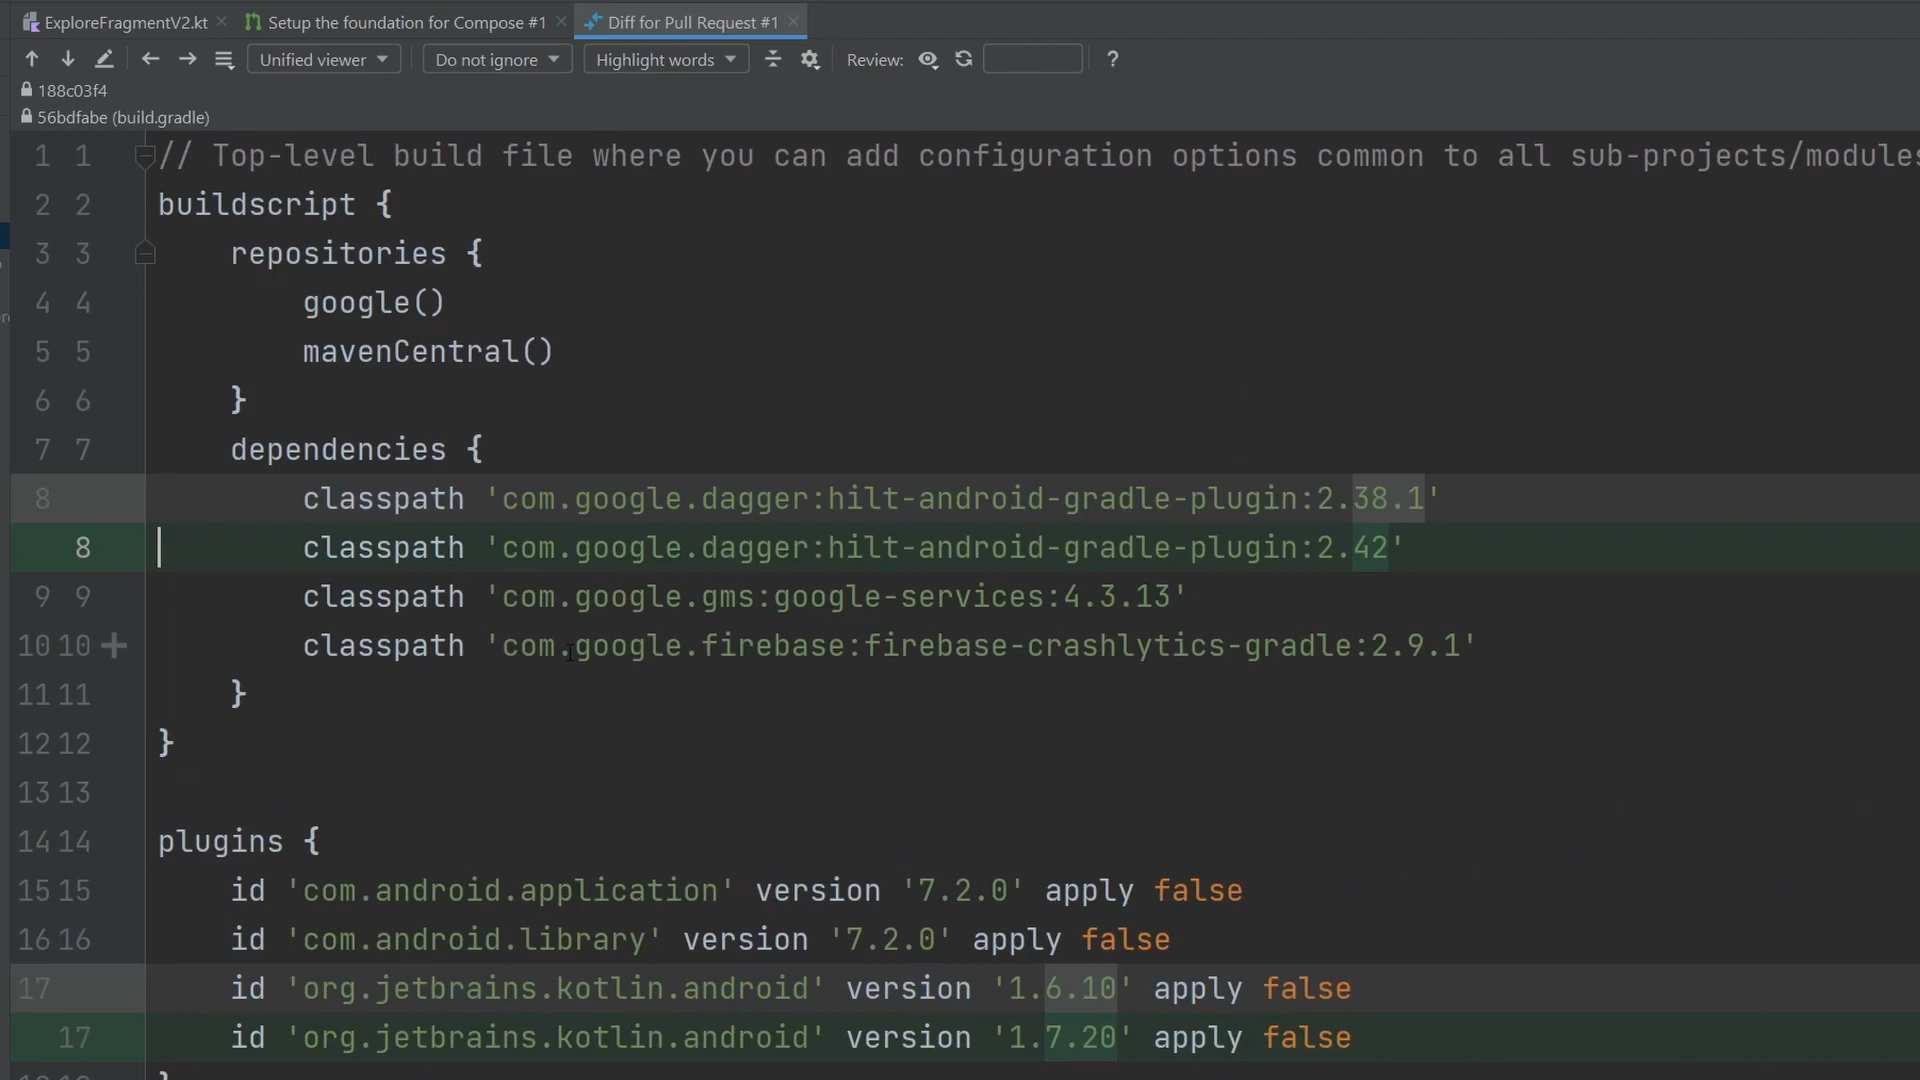 ExploreFragmentV2.kt Setup the foundation for Compose #1 Diff for Pull Request #1
Unified viewer Do not ignore Highlight words Review: ?
188c03f4
56bdfabe (build.gradle)
1 1 // Top-level build file where you can add configuration options common to all sub-projects/modules
2 2 buildscript {
3 3 repositories {
4 4 google()
5 5 mavenCentral()
6 6 }
7 7 dependencies {
8 classpath 'com.google.dagger:hilt-android-gradle-plugin:2.38.1'
8 classpath 'com.google.dagger:hilt-android-gradle-plugin:2.42'
9 9 classpath 'com.google.gms:google-services:4.3.13'
10 10 classpath 'com.google.firebase:firebase-crashlytics-gradle:2.9.1'
11 11 }
12 12 }
13 13
14 14 plugins {
15 15 id 'com.android.application' version '7.2.0' apply false
16 16 id 'com.android.library' version '7.2.0' apply false
17 id 'org.jetbrains.kotlin.android' version '1.6.10' apply false
17 id 'org.jetbrains.kotlin.android' version '1.7.20' apply false